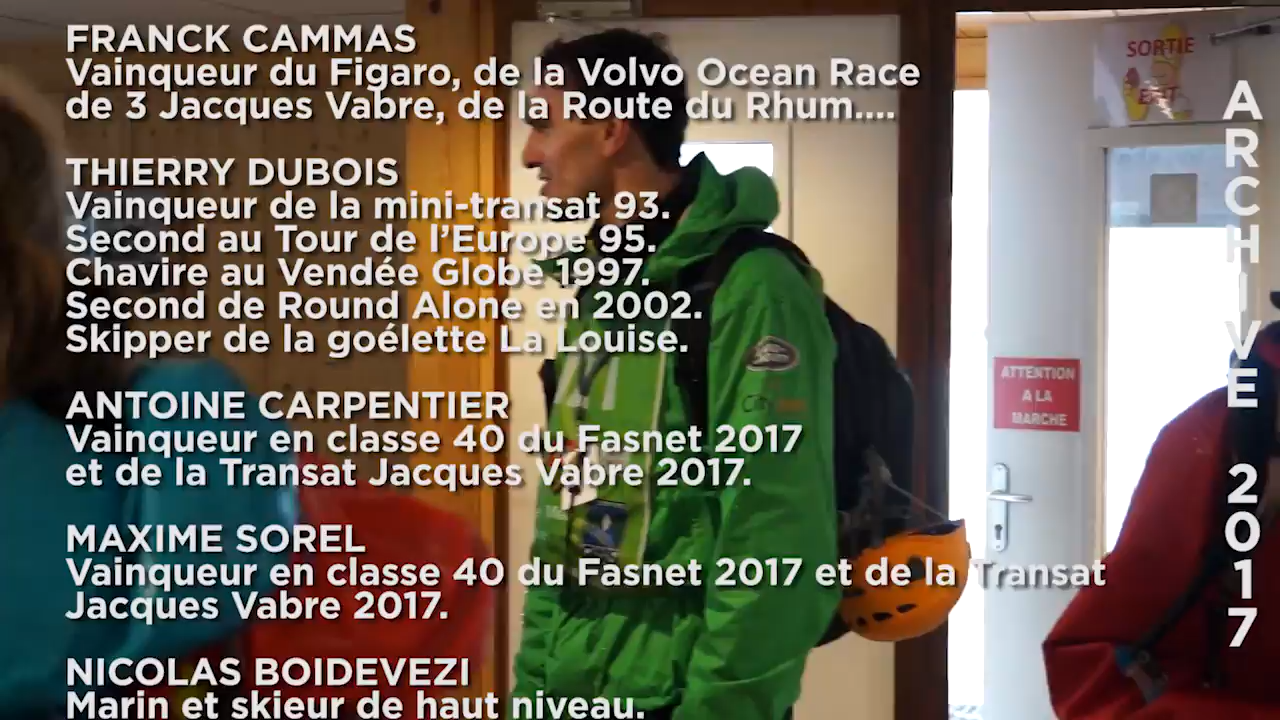 FRANCK CAMMAS
Vainqueur du Figaro, de la Volvo Ocean Race
de 3 Jacques Vabre, de la Route du Rhum....
THIERRY DUBOIS
Vainqueur de la mini-transat 93.
Second au Tour de l'Europe 95.
Chavire au Vendée Globe 1997.
Second de Round Alone en 2002.
Skipper de la goélette La Louise.
ANTOINE CARPENTIER
Vainqueur en classe 40 du Fasnet 2017
et de la Transat Jacques Vabre 2017.
MAXIME SOREL
Vainqueur en classe 40 du Fasnet 2017 et de la Transat
Jacques Vabre 2017.
NICOLAS BOIDEVEZI
Marin et skieur de haut niveau.
SORTIE
EXIT
ATTENTION
A LA
MARCHE
ARCHIVE 2017